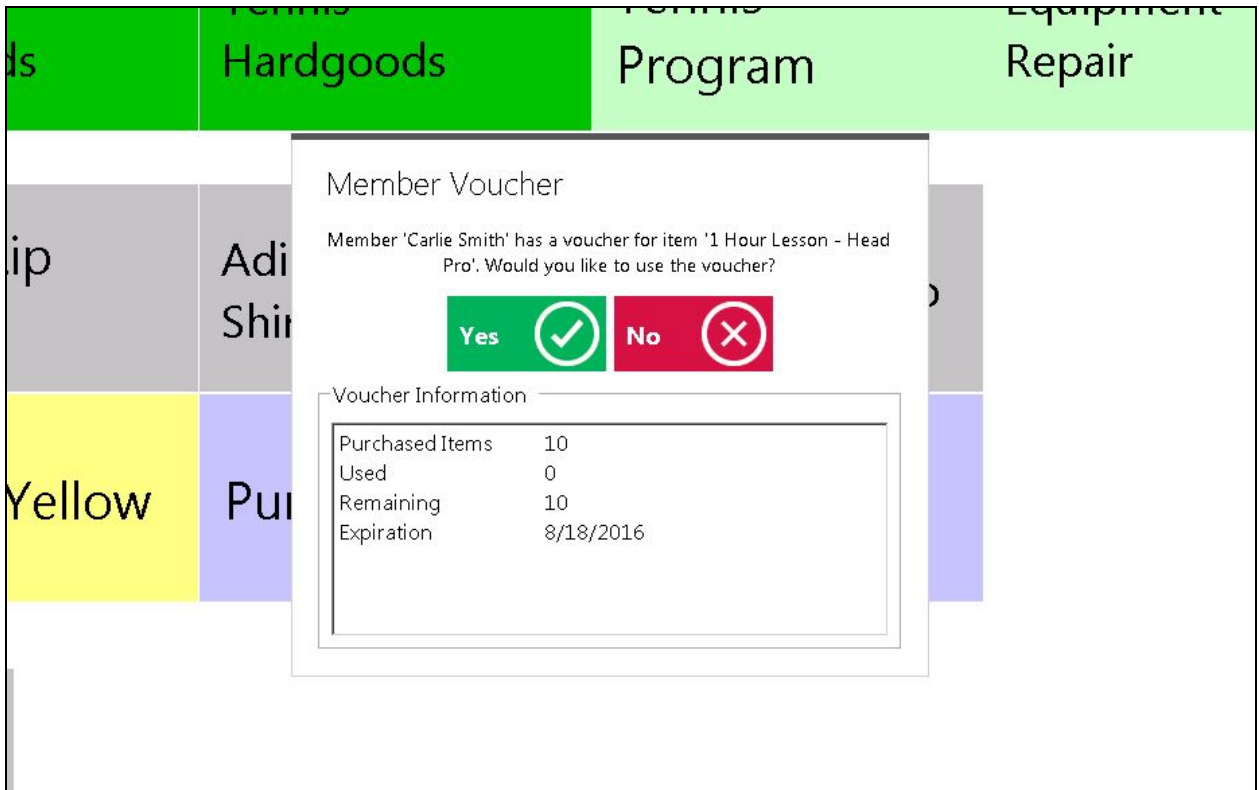 Hardgoods
Program
Equipment
Repair
Member Voucher
Member 'Carlie Smith' has a voucher for item '1 Hour Lesson - Head
Pro'. Would you like to use the voucher?
Yes
No
Voucher Information
Purchased Items 10
Used 0
Remaining 10
Expiration 8/18/2016
Yellow